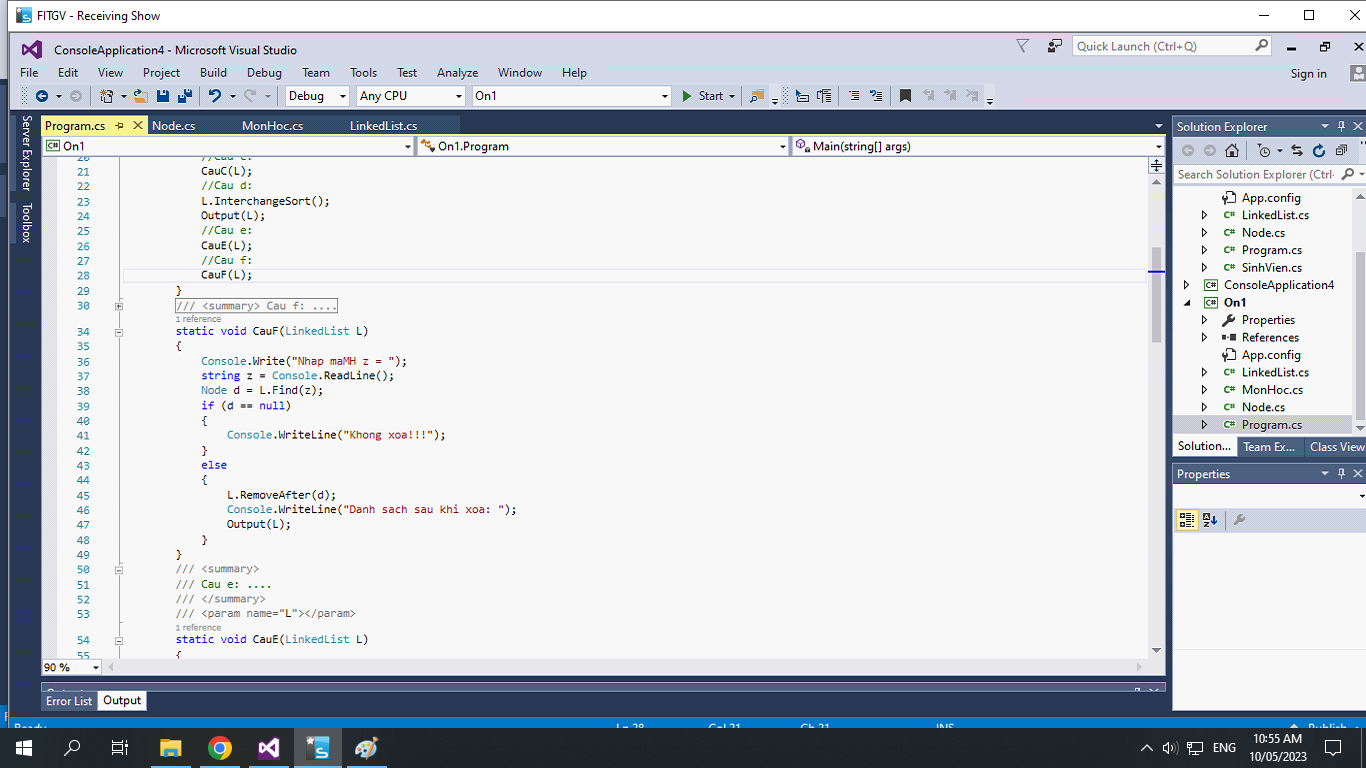 FITGV - Receiving Show
ConsoleApplication4 - Microsoft Visual Studio
Quick Launch (Ctrl+Q)
File Edit View Project Build Debug Team Tools Test Analyze Window Help
Sign in
Debug Any CPU On1 Start
Server Explorer
Toolbox
Program.cs Node.cs MonHoc.cs LinkedList.cs
On1 On1.Program Main(string[] args)
20 //Cau c:
21 CauC(L);
22 //Cau d:
23 L.InterchangeSort();
24 Output(L);
25 //Cau e:
26 CauE(L);
27 //Cau f:
28 CauF(L);
29 }
30 /// <summary> Cau f: ....
1 reference
34 static void CauF(LinkedList L)
35 {
36 Console.Write("Nhap maMH z = ");
37 string z = Console.ReadLine();
38 Node d = L.Find(z);
39 if (d == null)
40 {
41 Console.WriteLine("Khong xoa!!!");
42 }
43 else
44 {
45 L.RemoveAfter(d);
46 Console.WriteLine("Danh sach sau khi xoa: ");
47 Output(L);
48 }
49 }
50 /// <summary>
51 /// Cau e: ....
52 /// </summary>
53 /// <param name="L"></param>
1 reference
54 static void CauE(LinkedList L)
55 {
90 %
Error List Output
Solution Explorer
Search Solution Explorer (Ctrl-
App.config
LinkedList.cs
Node.cs
Program.cs
SinhVien.cs
ConsoleApplication4
On1
Properties
References
App.config
LinkedList.cs
MonHoc.cs
Node.cs
Program.cs
Solution... Team Ex... Class View
Properties
Ready Ln 28 Col 21 Ch 21 INS Publish
ENG
10:55 AM
10/05/2023